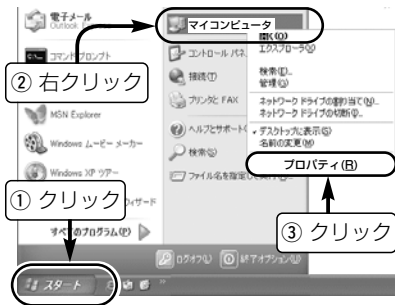 電子メール
Outlook Express
コマンド プロンプト
MSN Explorer
Windows ムービー メーカー
Windows XP ツアー
ウィザード
すべてのプログラム(P)
マイコンピュータ
コントロール パネ
接続(T)
プリンタと FAX
ヘルプとサポート(
検索(S)
ファイル名を指定
開く(O)
エクスプローラ(X)
検索(E)...
管理(G)
ネットワーク ドライブの割り当て(N)...
ネットワーク ドライブの切断(I)...
デスクトップに表示(S)
名前の変更(M)
プロパティ(R)
② 右クリック
① クリック
③ クリック
ログオフ(L)
終了オプション(U)
スタート